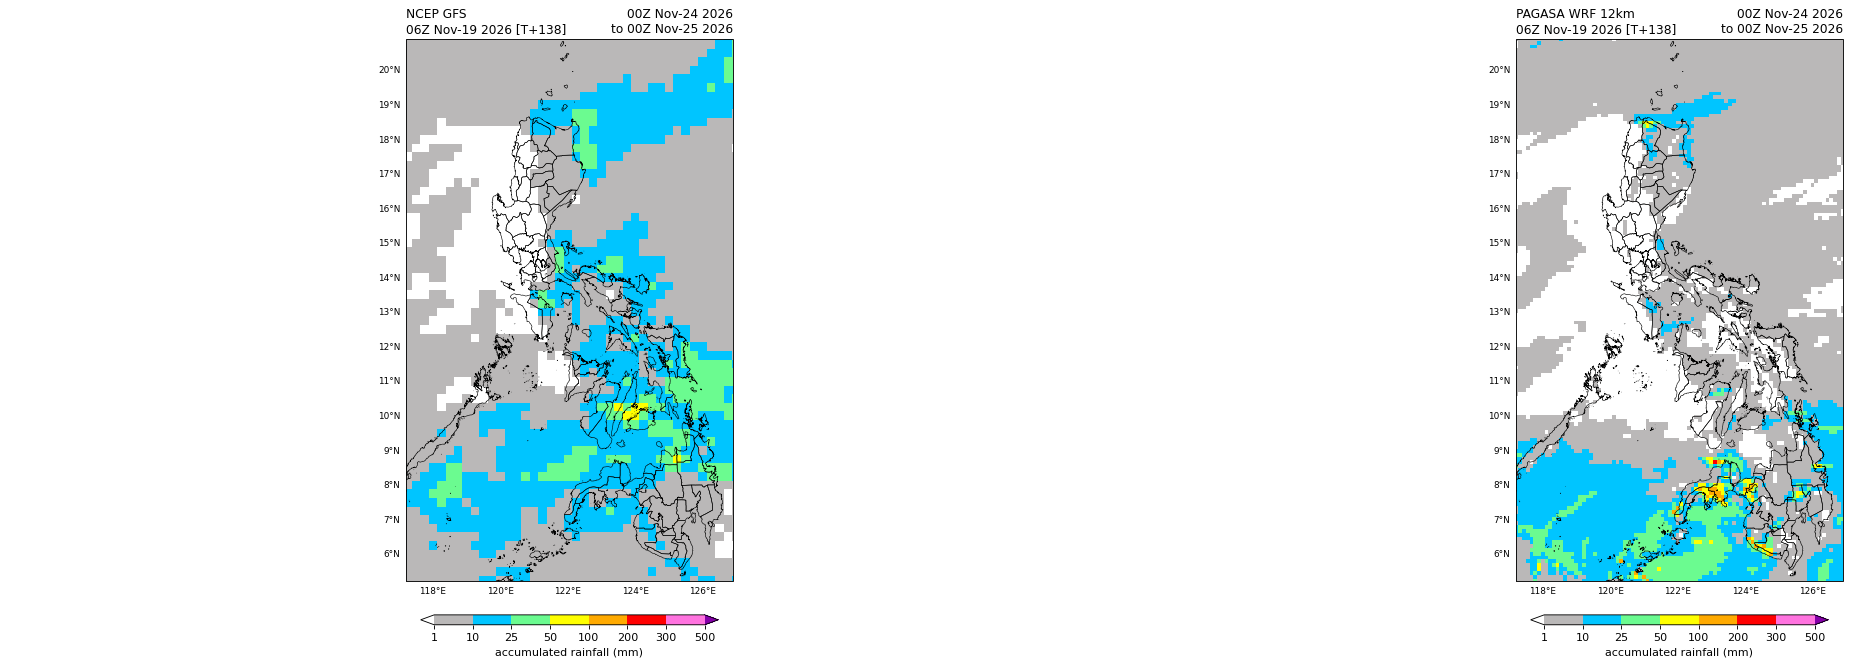 NCEP GFS 00Z Nov-24 2026
06Z Nov-19 2026 [T+138] to 00Z Nov-25 2026
20°N
19°N
18°N
17°N
16°N
15°N
14°N
13°N
12°N
11°N
10°N
9°N
8°N
7°N
6°N
118°E 120°E 122°E 124°E 126°E
1 10 25 50 100 200 300 500
accumulated rainfall (mm)
PAGASA WRF 12km 00Z Nov-24 2026
06Z Nov-19 2026 [T+138] to 00Z Nov-25 2026
20°N
19°N
18°N
17°N
16°N
15°N
14°N
13°N
12°N
11°N
10°N
9°N
8°N
7°N
6°N
118°E 120°E 122°E 124°E 126°E
1 10 25 50 100 200 300 500
accumulated rainfall (mm)